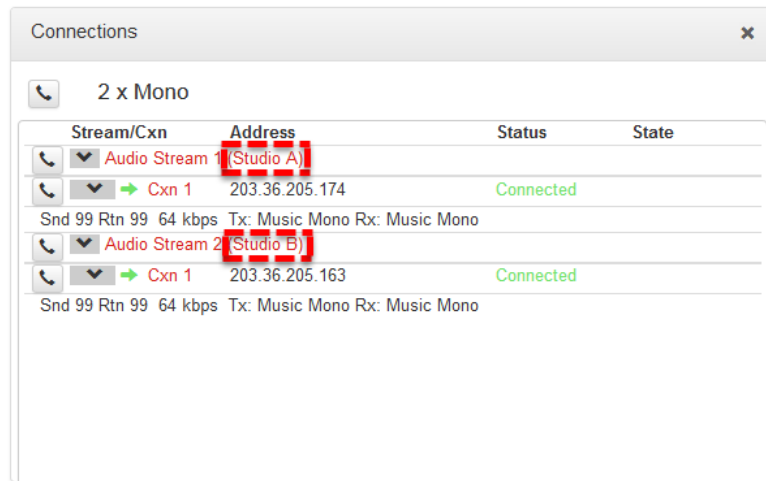 Connections
2 x Mono
Stream/Cxn Address Status State
Audio Stream 1 (Studio A)
Cxn 1 203.36.205.174 Connected
Snd 99 Rtn 99 64 kbps Tx: Music Mono Rx: Music Mono
Audio Stream 2 (Studio B)
Cxn 1 203.36.205.163 Connected
Snd 99 Rtn 99 64 kbps Tx: Music Mono Rx: Music Mono